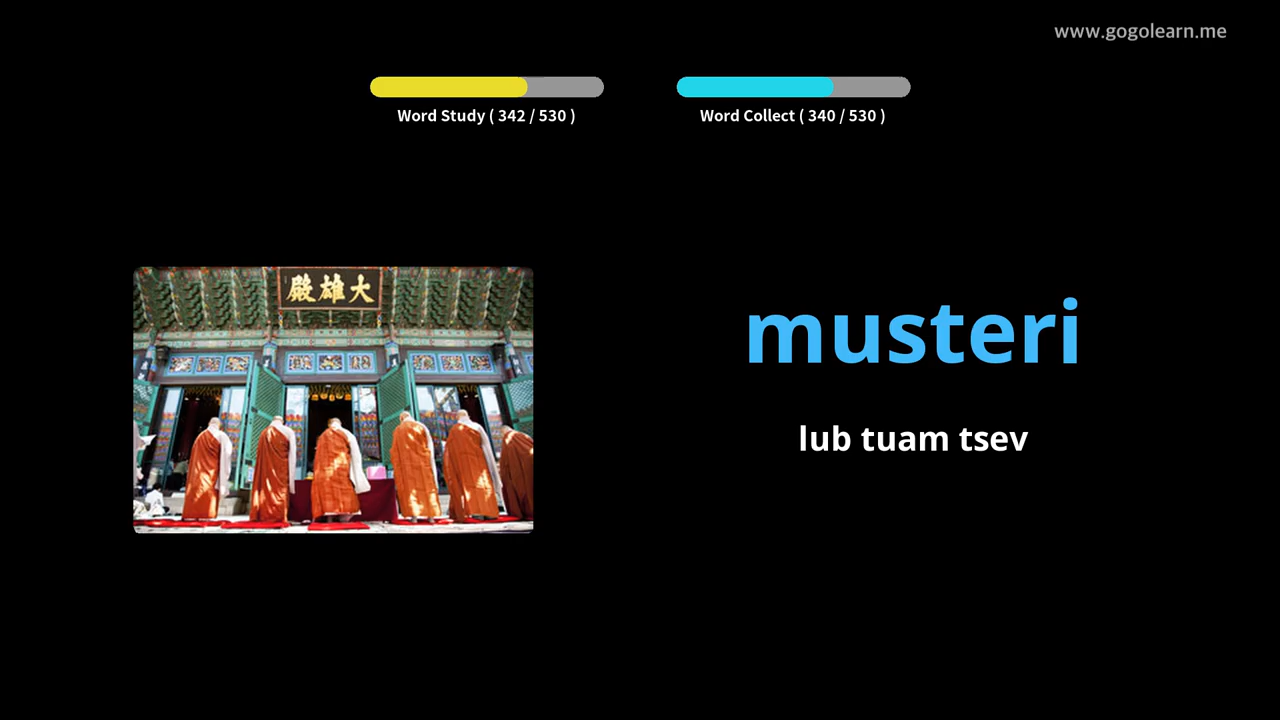 www.gogolearn.me
Word Study ( 342 / 530 )
Word Collect ( 340 / 530 )
殿雄大
musteri
lub tuam tsev